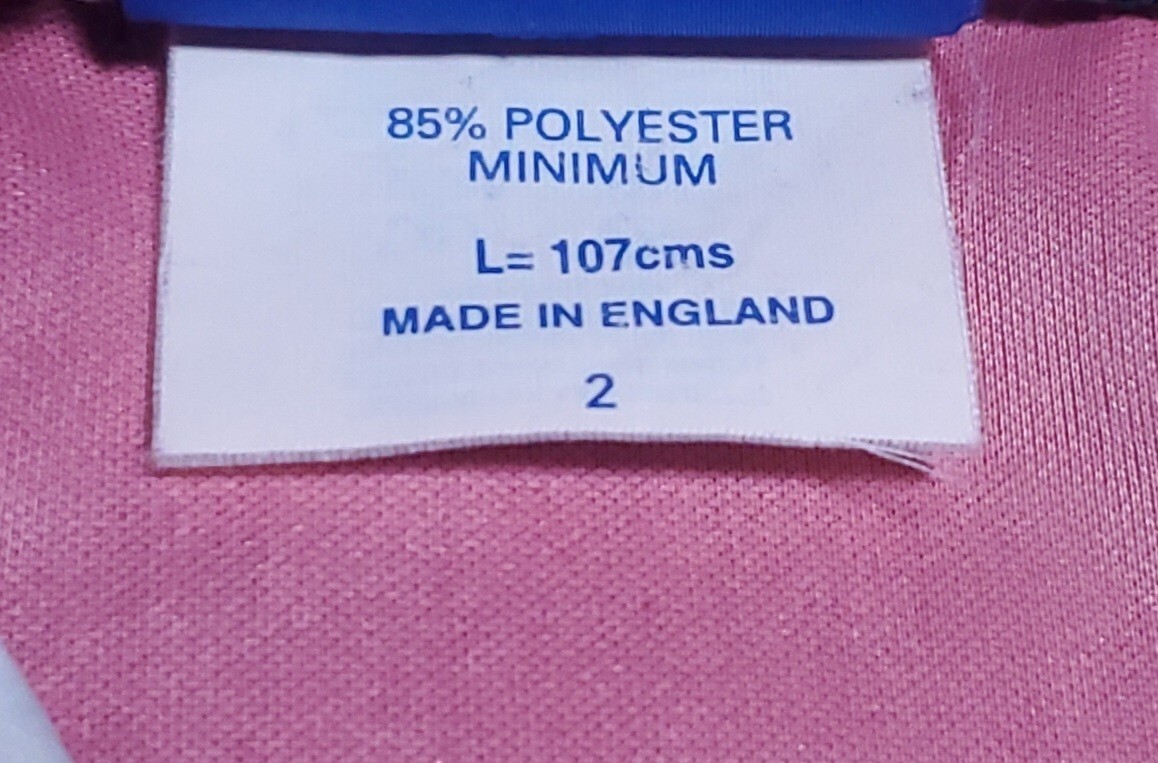 85% POLYESTER
MINIMUM
L= 107cms
MADE IN ENGLAND
2